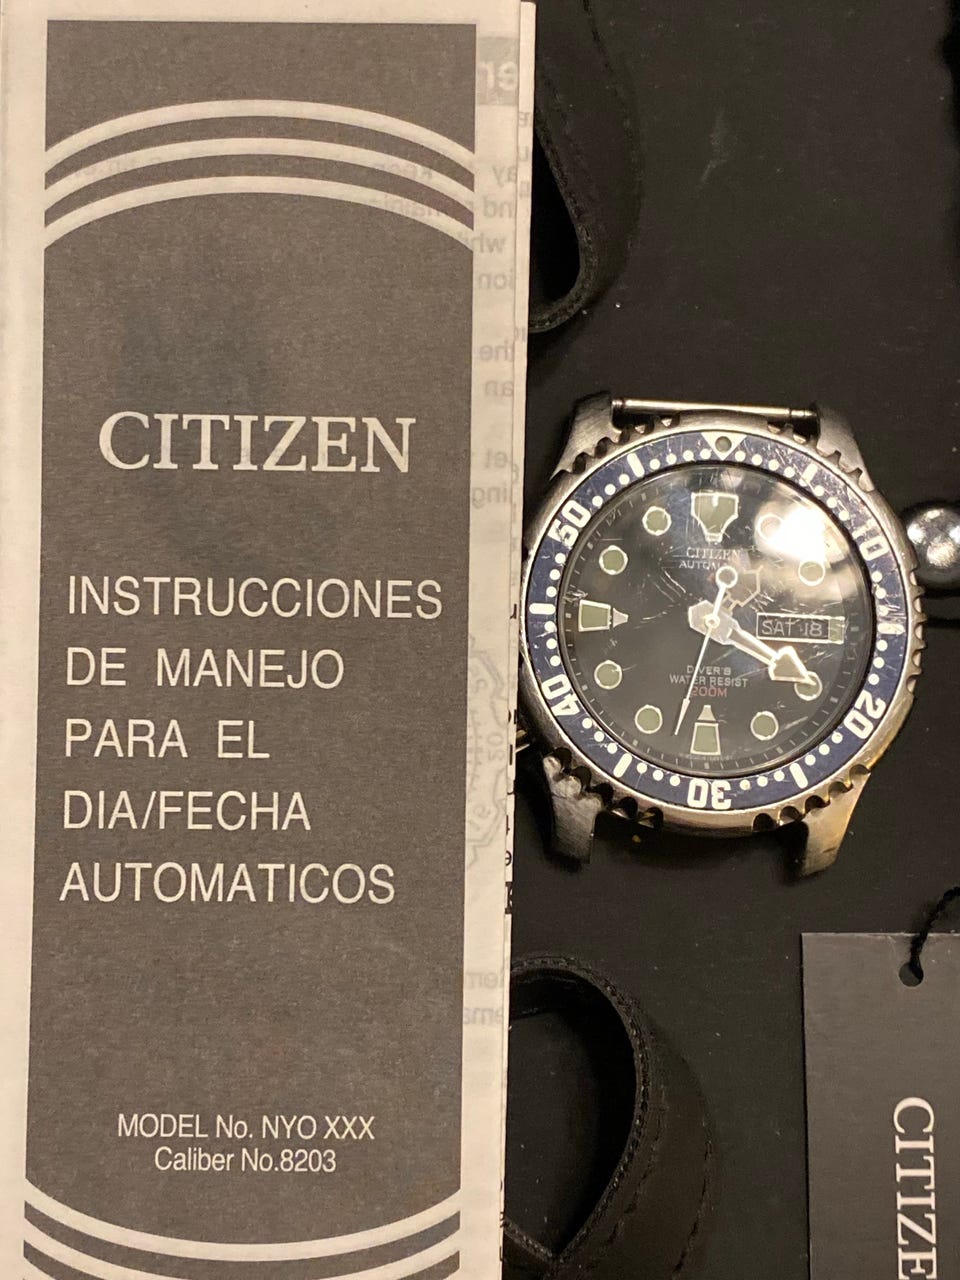 CITIZEN
INSTRUCCIONES
DE MANEJO
PARA EL
DIA/FECHA
AUTOMATICOS
MODEL No. NYO XXX
Caliber No.8203
50
10
20
30
40
CITIZEN
SAT 18
DIVER'S
WATER RESIST
200M
CITIZE